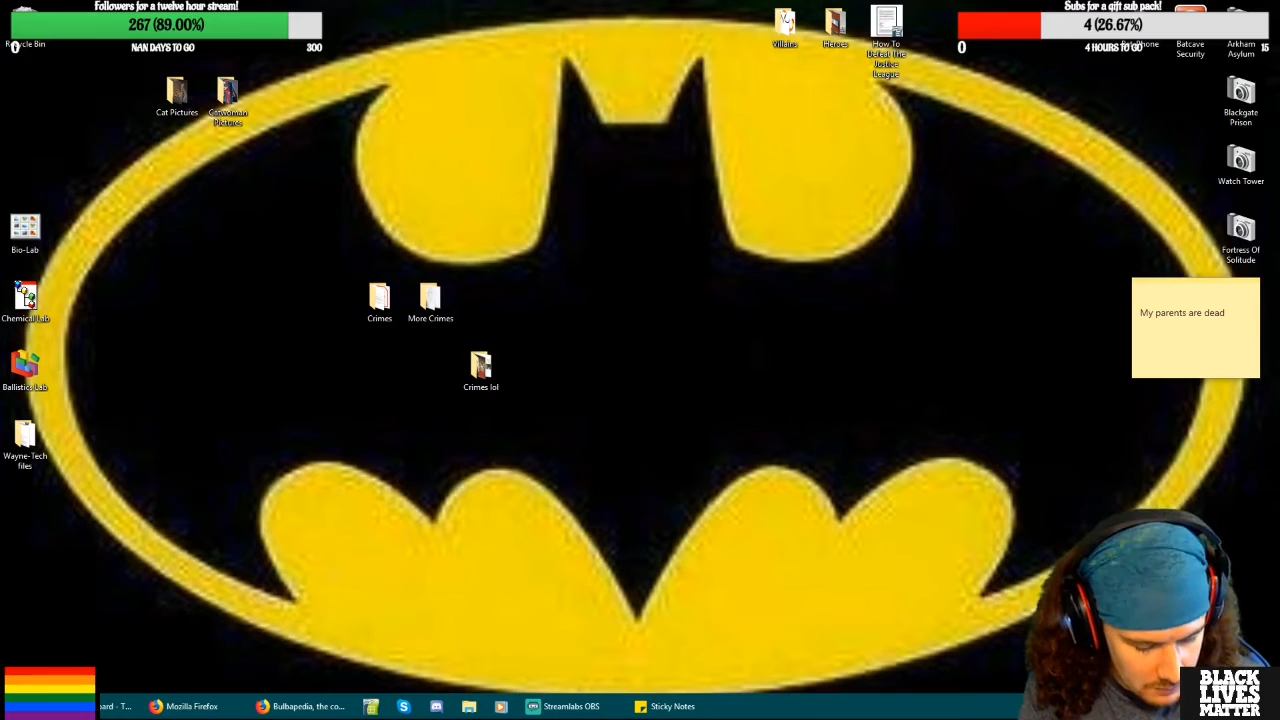 Followers for a twelve hour stream!
267 (89.00%)
0
NAN DAYS TO GO
300
Subs for a gift sub pack!
4 (26.67%)
0
4 HOURS TO GO
15
Villains
Heroes
How To
Defeat The
Justice
League
Batcave
Security
Arkham
Asylum
Cat Pictures
Catwoman
Pictures
Blackgate
Prison
Watch Tower
Bio-Lab
Fortress Of
Solitude
Chemical Lab
Crimes
More Crimes
My parents are dead
Ballistics Lab
Crimes lol
Wayne-Tech
files
Mozilla Firefox
Bulbapedia, the co...
Streamlabs OBS
Sticky Notes
BLACK
LIVES
MATTER